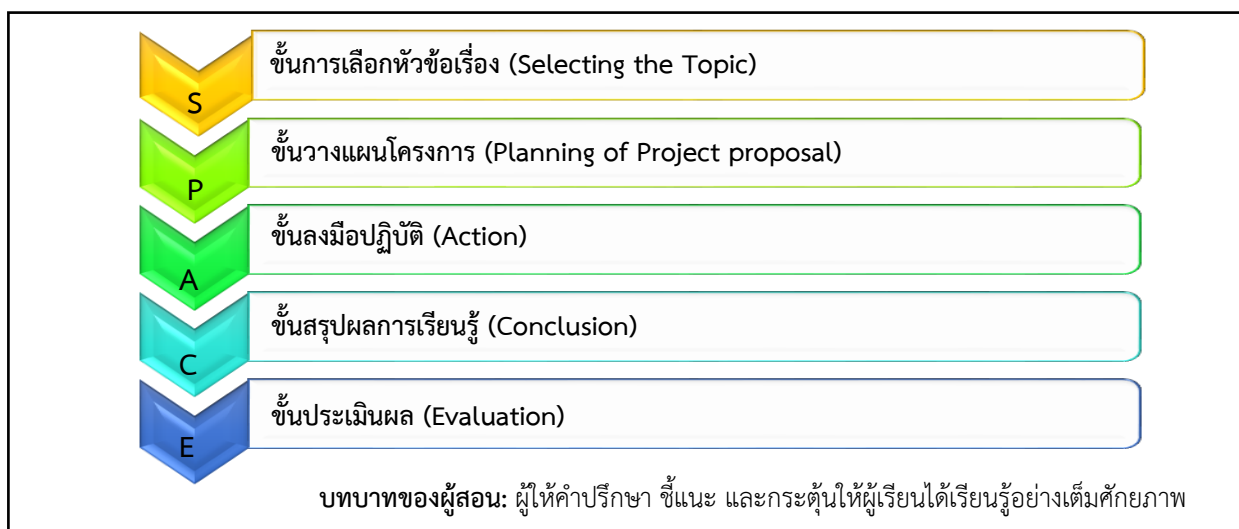 ขั้นการเลือกหัวข้อเรื่อง (Selecting the Topic)
S
ขั้นวางแผนโครงการ (Planning of Project proposal)
P
ขั้นลงมือปฏิบัติ (Action)
A
ขั้นสรุปผลการเรียนรู้ (Conclusion)
C
ขั้นประเมินผล (Evaluation)
E
บทบาทของผู้สอน: ผู้ให้คำปรึกษา ชี้แนะ และกระตุ้นให้ผู้เรียนได้เรียนรู้อย่างเต็มศักยภาพ